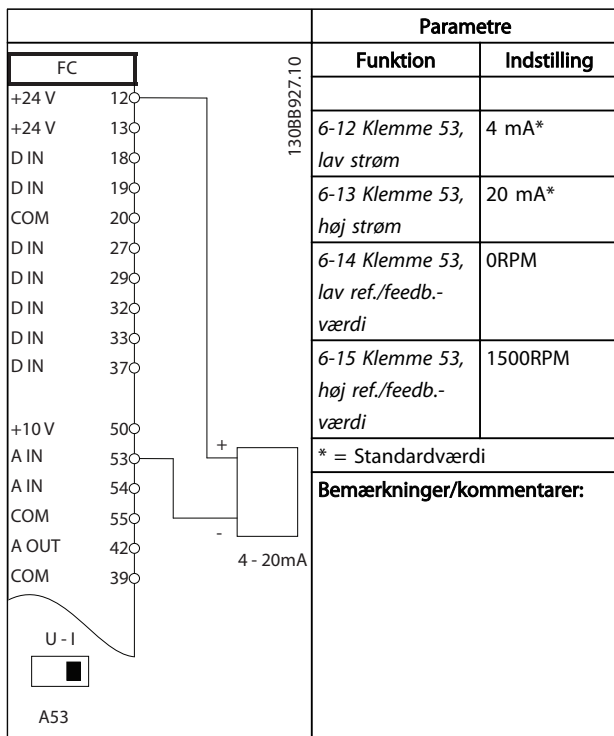 Parametre
FC
Funktion Indstilling
130BB927.10
+24 V 12
+24 V 13
D IN 18
D IN 19
COM 20
D IN 27
D IN 29
D IN 32
D IN 33
D IN 37
+10 V 50
A IN 53
A IN 54
COM 55
A OUT 42
COM 39
+
-
4 - 20mA
U - I
A53
6-12 Klemme 53, 4 mA*
lav strøm
6-13 Klemme 53, 20 mA*
høj strøm
6-14 Klemme 53, 0RPM
lav ref./feedb.-
værdi
6-15 Klemme 53, 1500RPM
høj ref./feedb.-
værdi
* = Standardværdi
Bemærkninger/kommentarer: